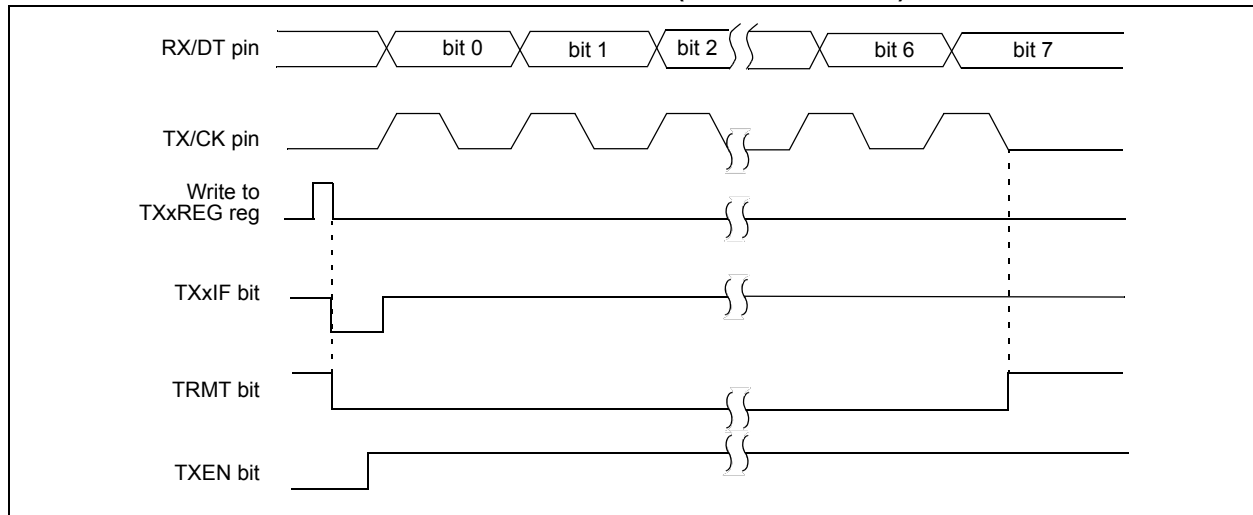 RX/DT pin
bit 0 bit 1 bit 2 bit 6 bit 7
TX/CK pin
Write to
TXxREG reg
TXxIF bit
TRMT bit
TXEN bit